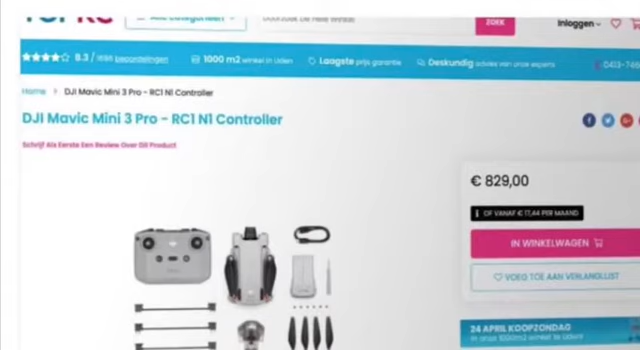 TOPRC
ZOEK
Inloggen
8.3 / beoordelingen
1000 m2 winkel in Uden
Laagste prijs garantie
Deskundig advies van onze experts
Home > DJI Mavic Mini 3 Pro - RC1 N1 Controller
DJI Mavic Mini 3 Pro - RC1 N1 Controller
Schrijf Als Eerste Een Review Over Dit Product
€ 829,00
OF VANAF € 17,44 PER MAAND
IN WINKELWAGEN
VOEG TOE AAN VERLANGLIJST
24 APRIL KOOPZONDAG